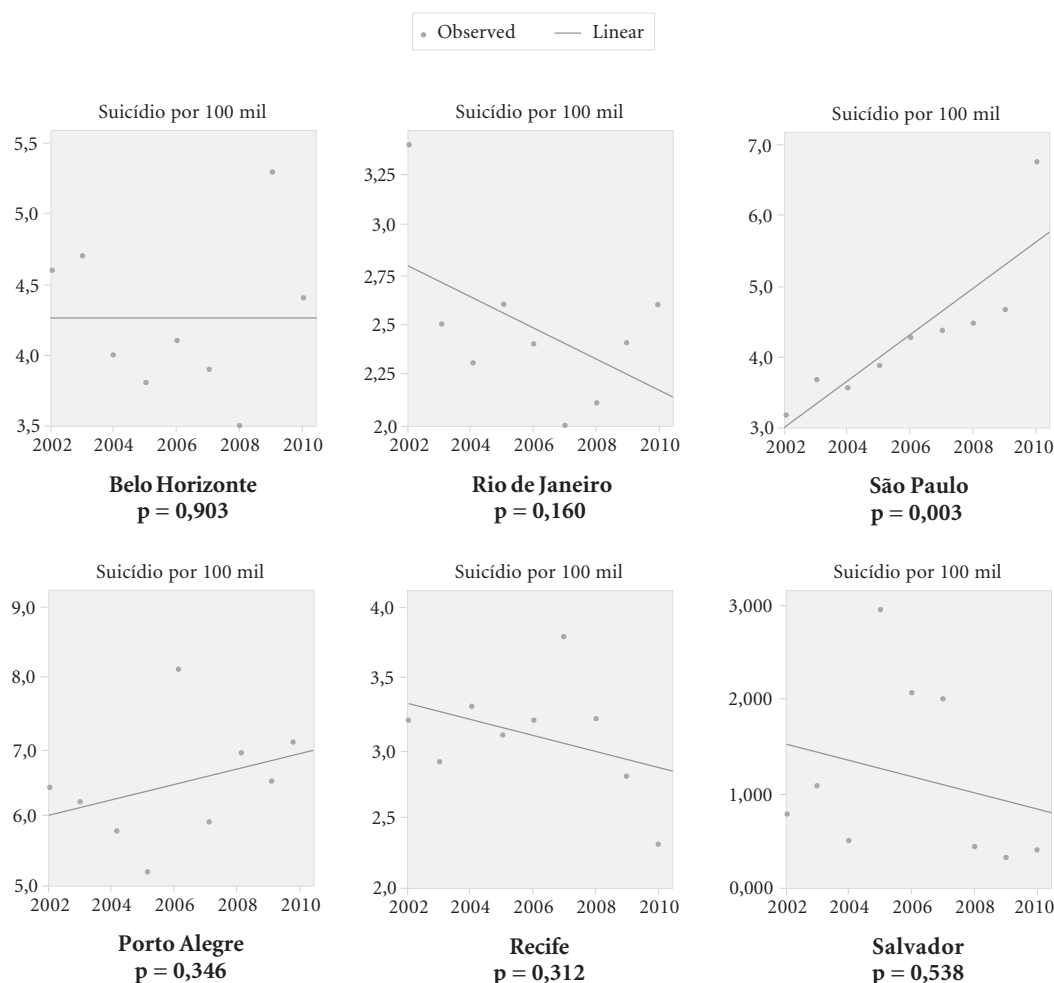 Observed Linear
Suicídio por 100 mil Suicídio por 100 mil Suicídio por 100 mil
5,5
5,0
4,5
4,0
3,5
2002 2004 2006 2008 2010
Belo Horizonte
p = 0,903
3,25
3,0
2,75
2,5
2,25
2,0
2002 2004 2006 2008 2010
Rio de Janeiro
p = 0,160
7,0
6,0
5,0
4,0
3,0
2002 2004 2006 2008 2010
São Paulo
p = 0,003
Suicídio por 100 mil Suicídio por 100 mil Suicídio por 100 mil
9,0
8,0
7,0
6,0
5,0
2002 2004 2006 2008 2010
Porto Alegre
p = 0,346
4,0
3,5
3,0
2,5
2,0
2002 2004 2006 2008 2010
Recife
p = 0,312
3,000
2,000
1,000
0,000
2002 2004 2006 2008 2010
Salvador
p = 0,538